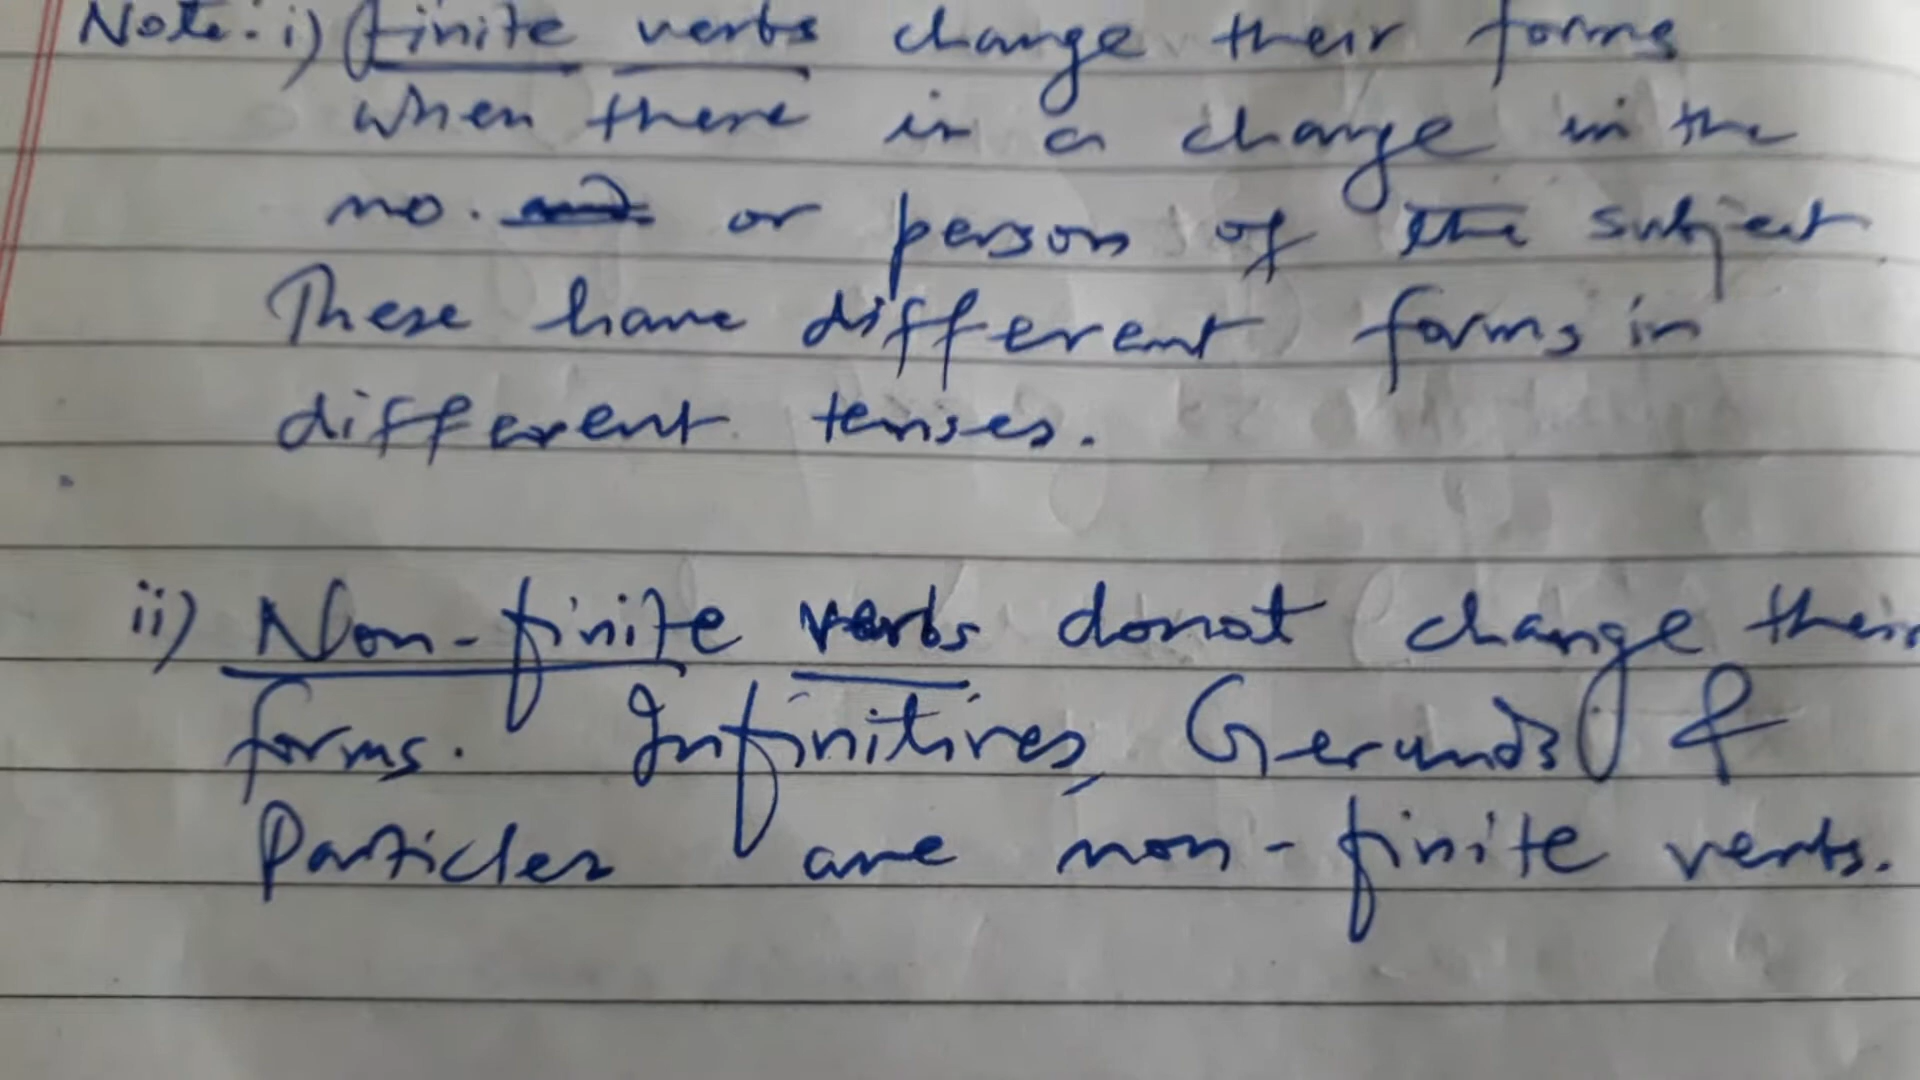 Note: i) finite verbs change their forms
when there is a change in the
no. or person of the subject.
These have different forms in
different tenses.
ii) Non-finite verbs donot change their
forms. Infinitives, Gerunds &
Particles are non-finite verbs.